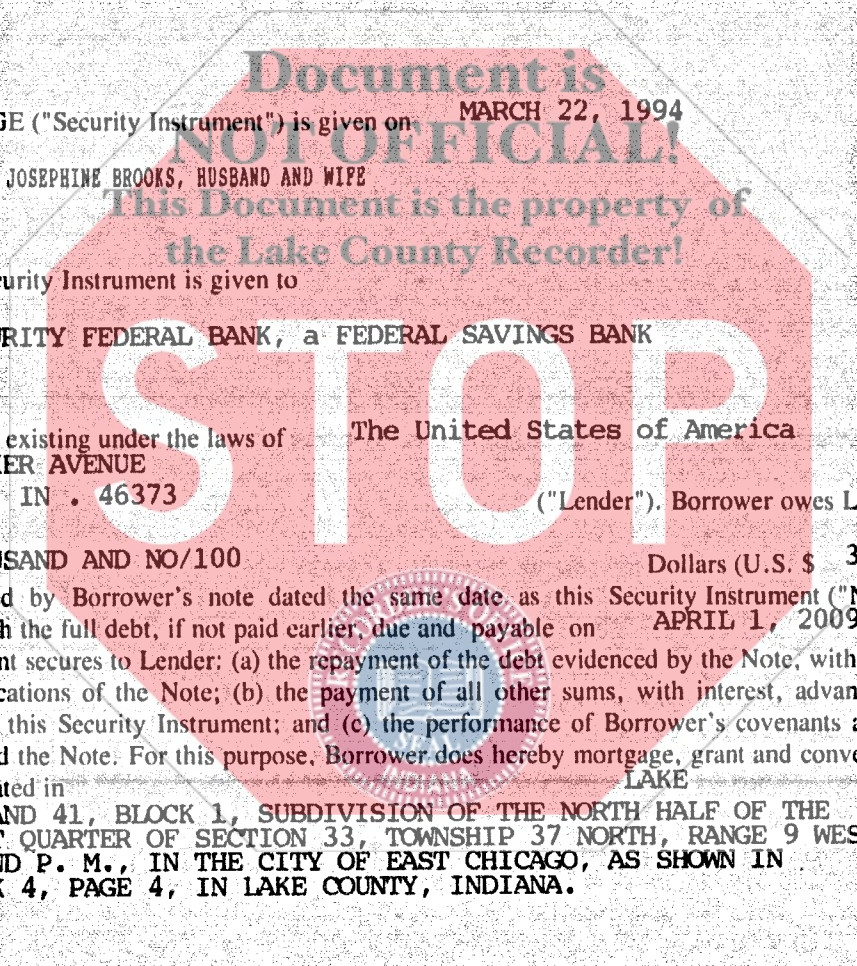 Document is
GE ("Security Instrument") is given on MARCH 22, 1994
NOT OFFICIAL!
JOSEPHINE BROOKS, HUSBAND AND WIFE
This Document is the property of
the Lake County Recorder!
urity Instrument is given to
RITY FEDERAL BANK, a FEDERAL SAVINGS BANK
STOP
existing under the laws of The United States of America
ER AVENUE
IN . 46373 ("Lender"). Borrower owes L
SAND AND NO/100 Dollars (U.S. $ 3
d by Borrower's note dated the same date as this Security Instrument ("N
h the full debt, if not paid earlier, due and payable on APRIL 1, 2009
nt secures to Lender: (a) the repayment of the debt evidenced by the Note, with
cations of the Note; (b) the payment of all other sums, with interest, advan
this Security Instrument; and (c) the performance of Borrower's covenants a
d the Note. For this purpose, Borrower does hereby mortgage, grant and conve
ated in LAKE
AND 41, BLOCK 1, SUBDIVISION OF THE NORTH HALF OF THE
T QUARTER OF SECTION 33, TOWNSHIP 37 NORTH, RANGE 9 WES
ND P. M., IN THE CITY OF EAST CHICAGO, AS SHOWN IN
K 4, PAGE 4, IN LAKE COUNTY, INDIANA.
RECORDER'S OFFICE
SEAL
INDIANA